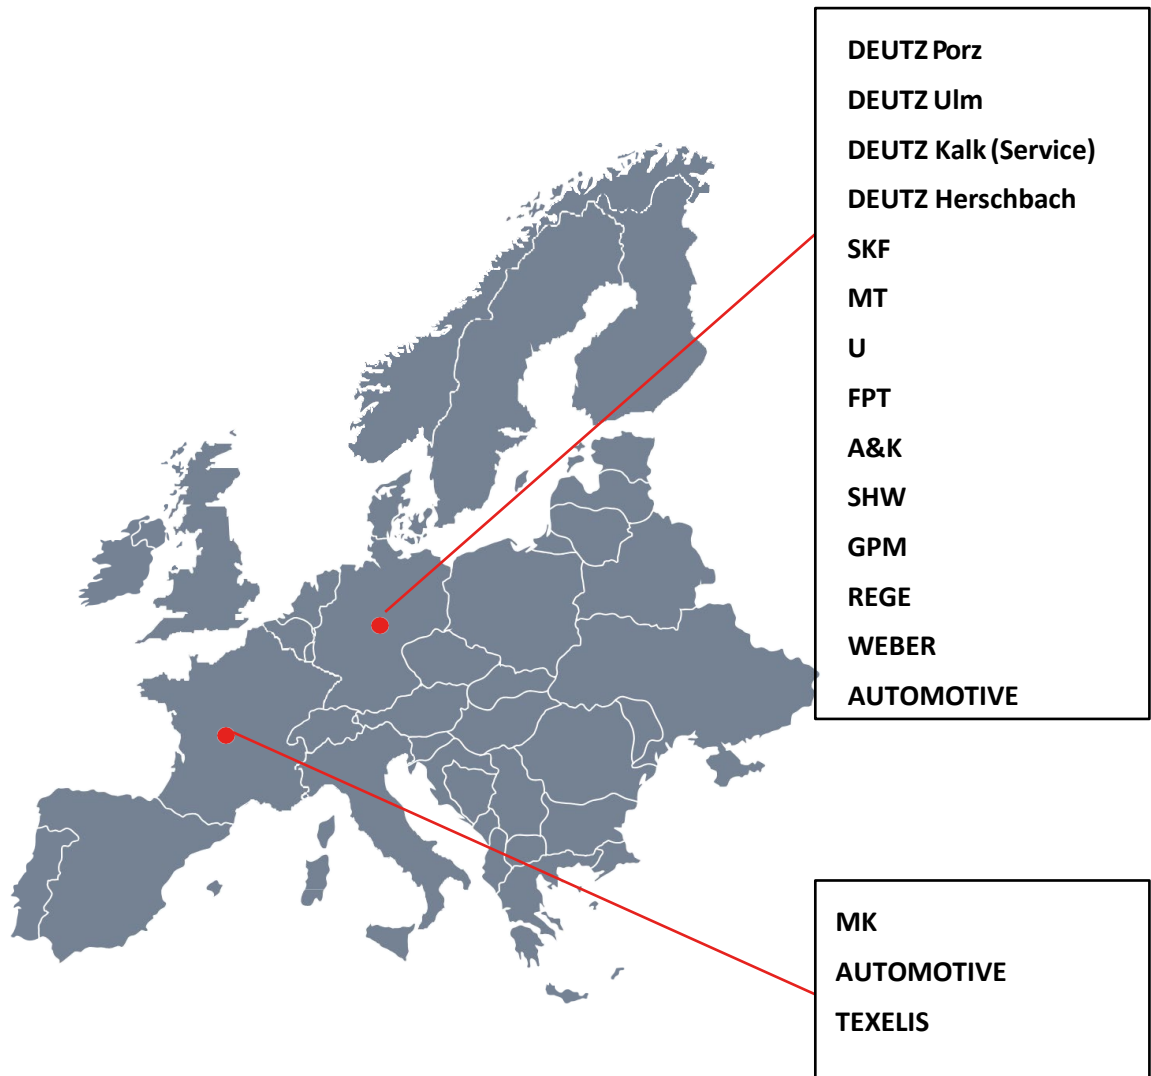 DEUTZ Porz
DEUTZ Ulm
DEUTZ Kalk (Service)
DEUTZ Herschbach
SKF
MT
U
FPT
A&K
SHW
GPM
REGE
WEBER
AUTOMOTIVE
MK
AUTOMOTIVE
TEXELIS